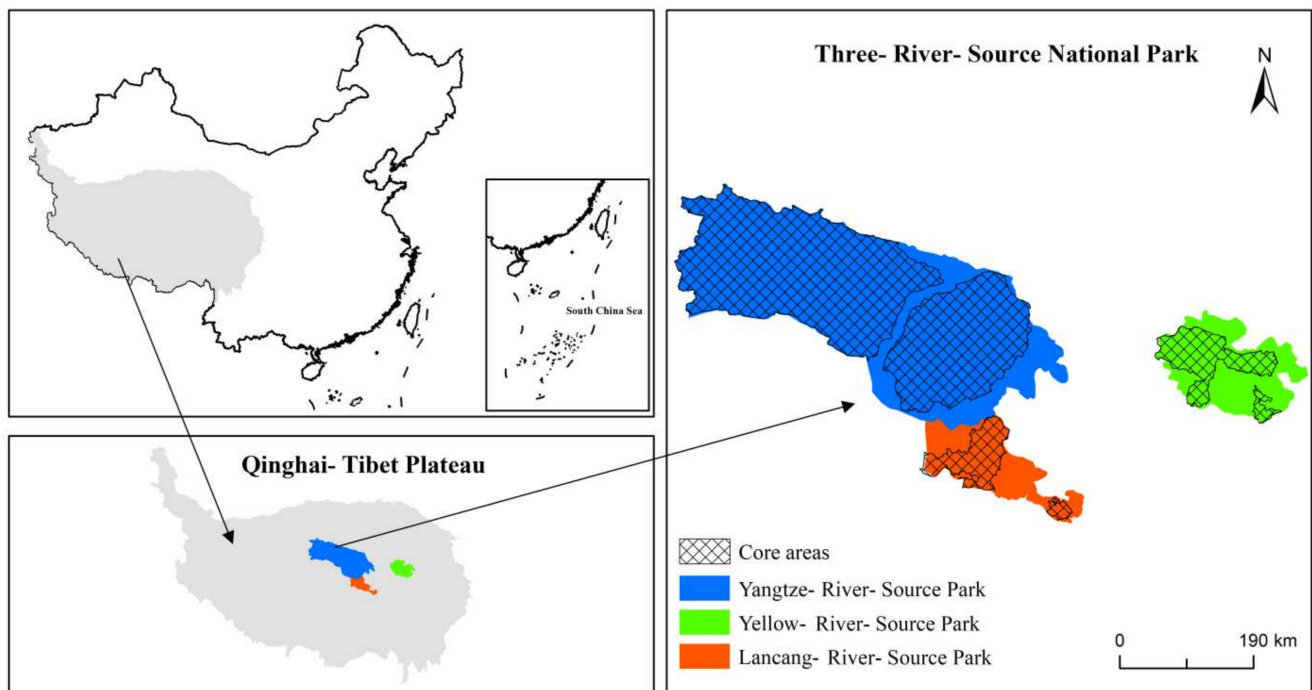 South China Sea
Qinghai- Tibet Plateau
Three- River- Source National Park
N
Core areas
Yangtze- River- Source Park
Yellow- River- Source Park
Lancang- River- Source Park
0 190 km